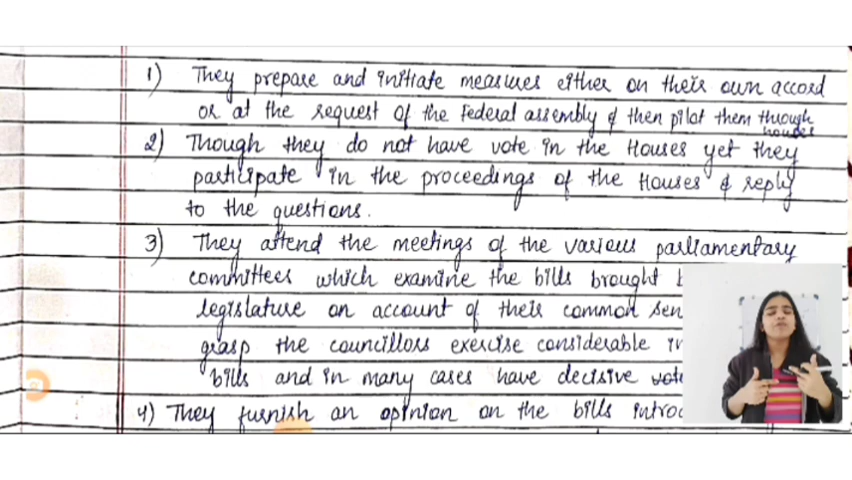 1) They prepare and initiate measures either on their own accord
or at the request of the Federal assembly & then pilot them through
houses
2) Though they do not have vote in the Houses yet they
participate in the proceedings of the Houses & reply
to the questions.
3) They attend the meetings of the various parliamentary
committees which examine the bills brought
legislature on account of their common
grasp the councillors exercise considerable
bills and in many cases have decisive
4) They furnish an opinion on the bills